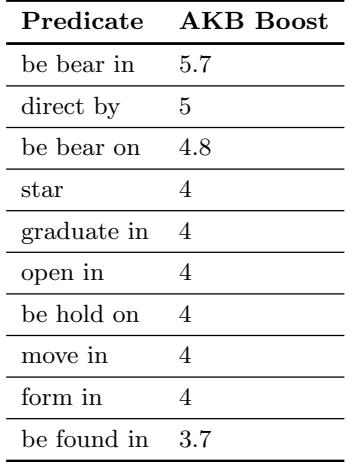 Predicate AKB Boost
be bear in 5.7
direct by 5
be bear on 4.8
star 4
graduate in 4
open in 4
be hold on 4
move in 4
form in 4
be found in 3.7